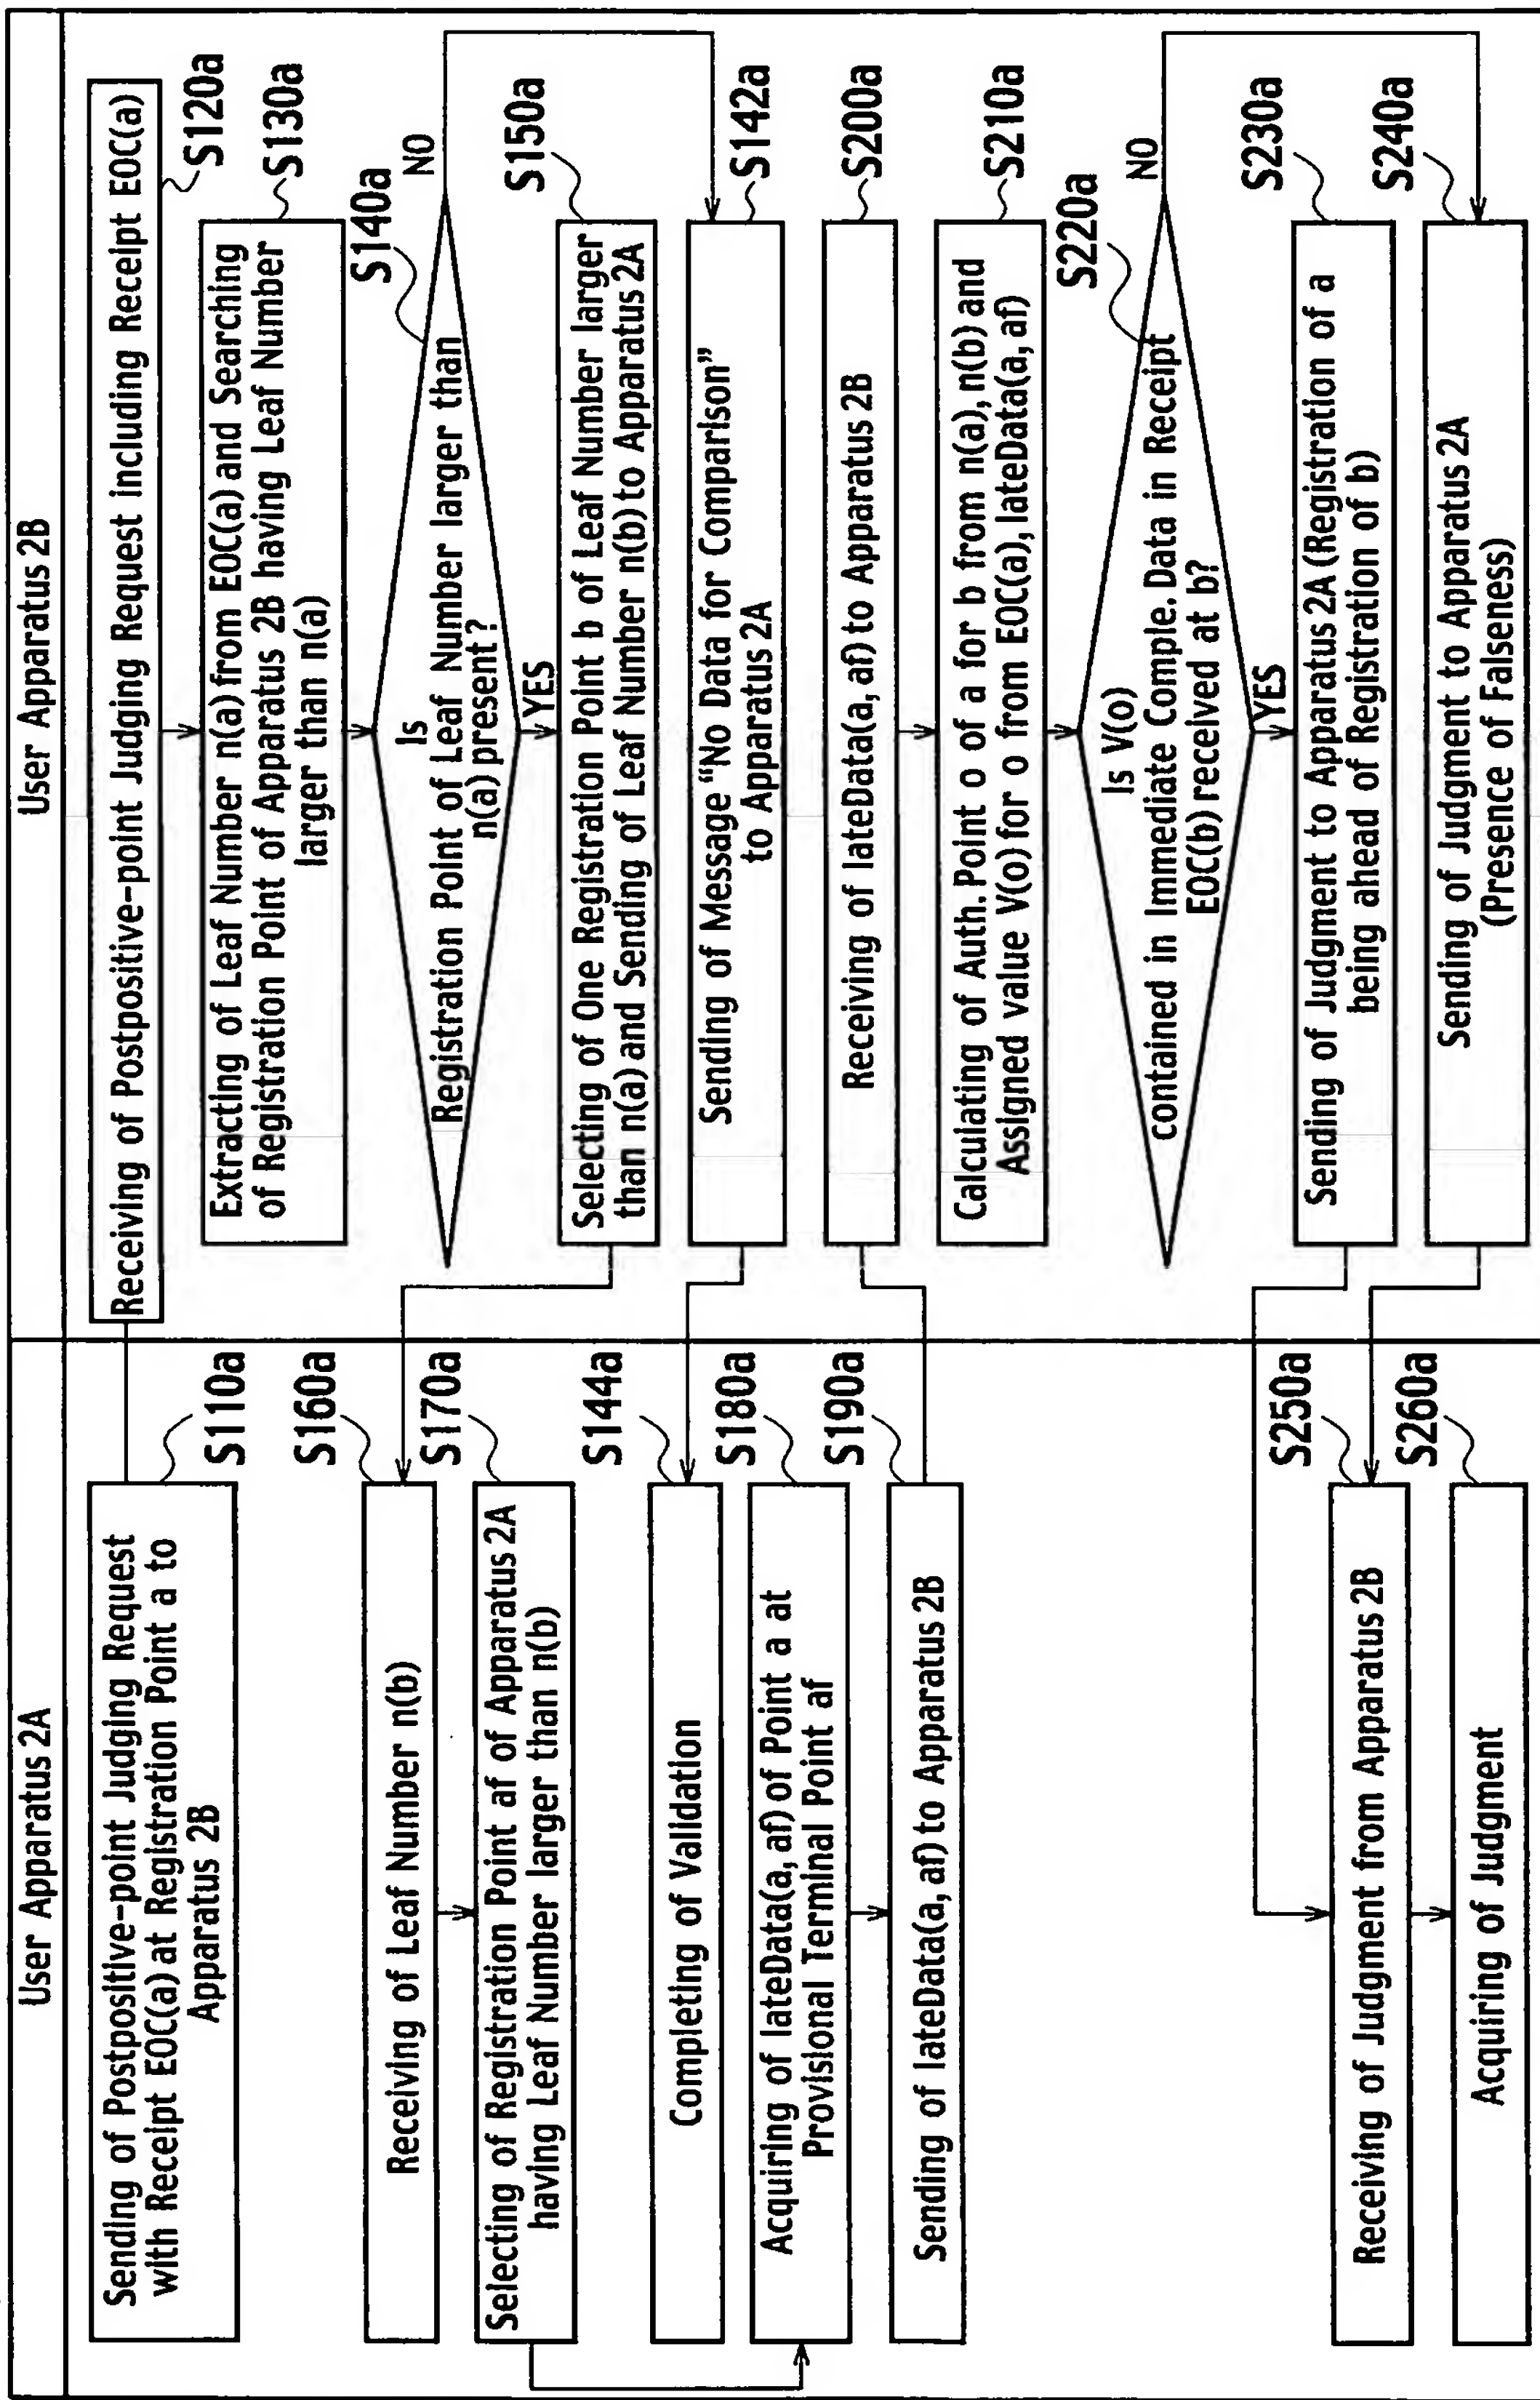 User Apparatus 2A
Sending of Postpositive-point Judging Request
with Receipt EOC(a) at Registration Point a to
Apparatus 2B
S110a
Receiving of Leaf Number n(b)
S160a
Selecting of Registration Point af of Apparatus 2A
having Leaf Number larger than n(b)
S170a
Completing of Validation
S144a
Acquiring of lateData(a, af) of Point a at
Provisional Terminal Point af
S180a
Sending of lateData(a, af) to Apparatus 2B
S190a
Receiving of Judgment from Apparatus 2B
S250a
Acquiring of Judgment
S260a
User Apparatus 2B
Receiving of Postpositive-point Judging Request including Receipt EOC(a)
S120a
Extracting of Leaf Number n(a) from EOC(a) and Searching
of Registration Point of Apparatus 2B having Leaf Number
larger than n(a)
S130a
Is
Registration Point of Leaf Number larger than
n(a) present?
S140a
NO
YES
Selecting of One Registration Point b of Leaf Number larger
than n(a) and Sending of Leaf Number n(b) to Apparatus 2A
S150a
Sending of Message “No Data for Comparison”
to Apparatus 2A
S142a
Receiving of lateData(a, af) to Apparatus 2B
S200a
Calculating of Auth. Point o of a for b from n(a), n(b) and
Assigned value V(o) for o from EOC(a), lateData(a, af)
S210a
Is V(o)
contained in Immediate Comple. Data in Receipt
EOC(b) received at b?
S220a
NO
YES
Sending of Judgment to Apparatus 2A (Registration of a
being ahead of Registration of b)
S230a
Sending of Judgment to Apparatus 2A
(Presence of Falseness)
S240a